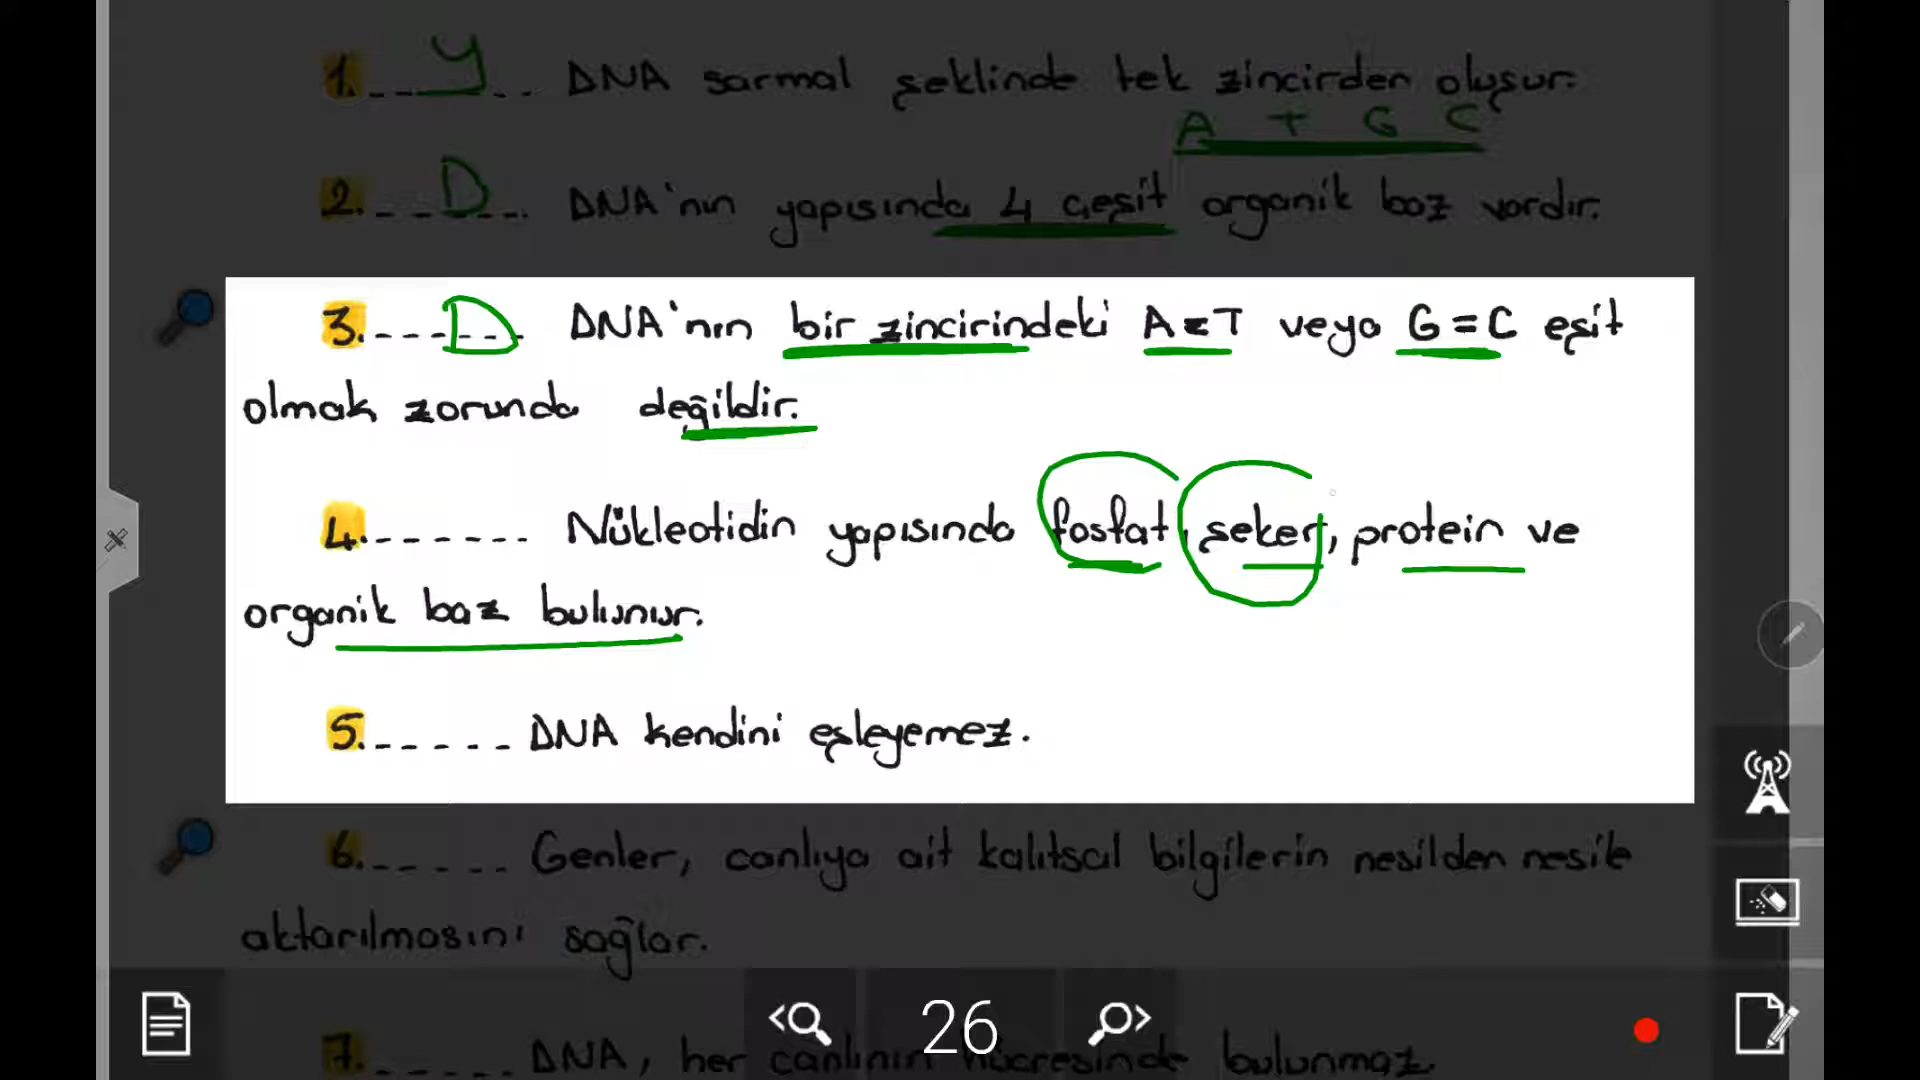 1. Y DNA sarmal şeklinde tek zincirden oluşur.
A T G C
2. D DNA'nın yapısında 4 çeşit organik baz vardır.
3. D DNA'nın bir zincirindeki A=T veya G=C eşit
olmak zorunda değildir.
4. Nükleotidin yapısında fosfat, şeker, protein ve
organik baz bulunur.
5. DNA kendini eşleyemez.
6. Genler, canlıya ait kalıtsal bilgilerin nesilden nesile
aktarılmasını sağlar.
7. DNA, her canlının hücresinde bulunmaz.
26